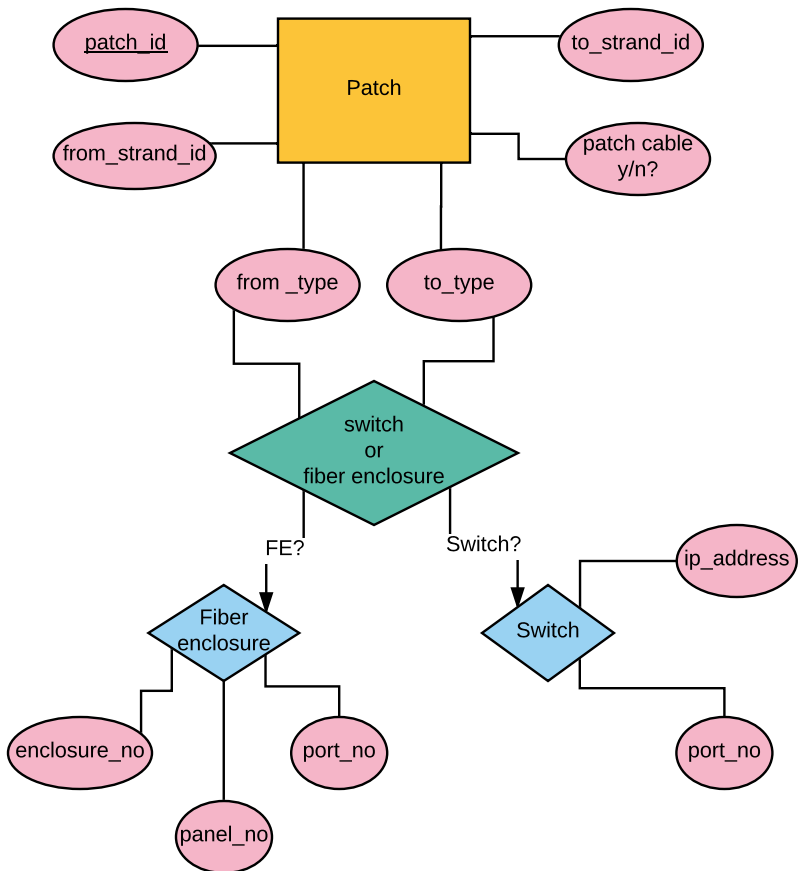 patch_id
Patch
to_strand_id
from_strand_id
patch cable
y/n?
from _type
to_type
switch
or
fiber enclosure
FE?
Switch?
ip_address
Fiber
enclosure
Switch
enclosure_no
port_no
port_no
panel_no